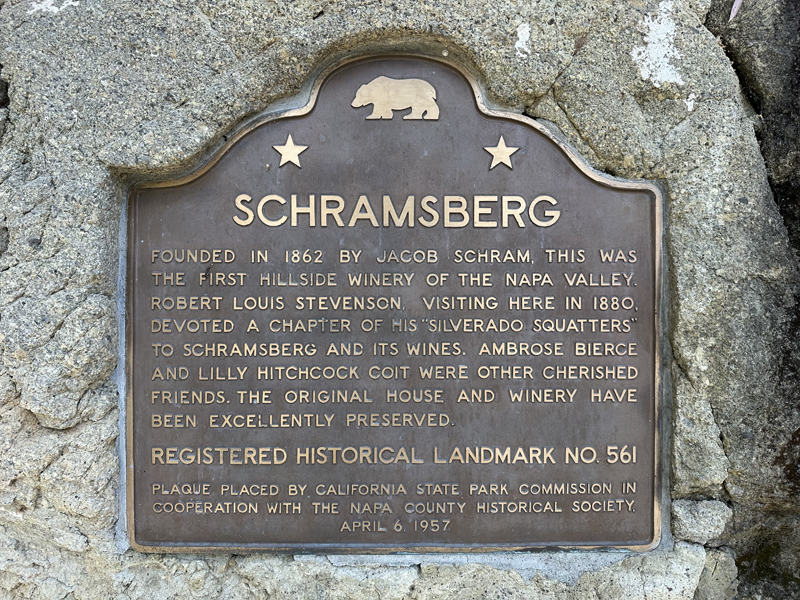 SCHRAMSBERG
FOUNDED IN 1862 BY JACOB SCHRAM, THIS WAS
THE FIRST HILLSIDE WINERY OF THE NAPA VALLEY.
ROBERT LOUIS STEVENSON, VISITING HERE IN 1880,
DEVOTED A CHAPTER OF HIS "SILVERADO SQUATTERS"
TO SCHRAMSBERG AND ITS WINES. AMBROSE BIERCE
AND LILLY HITCHCOCK COIT WERE OTHER CHERISHED
FRIENDS. THE ORIGINAL HOUSE AND WINERY HAVE
BEEN EXCELLENTLY PRESERVED.
REGISTERED HISTORICAL LANDMARK NO. 561
PLAQUE PLACED BY CALIFORNIA STATE PARK COMMISSION IN
COOPERATION WITH THE NAPA COUNTY HISTORICAL SOCIETY,
APRIL 6, 1957.